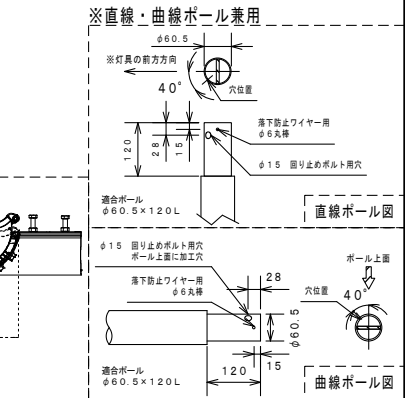 ※直線・曲線ポール兼用
φ60.5
※灯具の前方方向
40°
穴位置
落下防止ワイヤー用
φ6丸棒
120
28
15
φ15 回り止めボルト用穴
適合ポール
φ60.5×120L
直線ポール図
φ15 回り止めボルト用穴
ポール上面に加工穴
落下防止ワイヤー用
φ6丸棒
28
φ60.5
15
120
適合ポール
φ60.5×120L
ポール上面
穴位置
40°
曲線ポール図